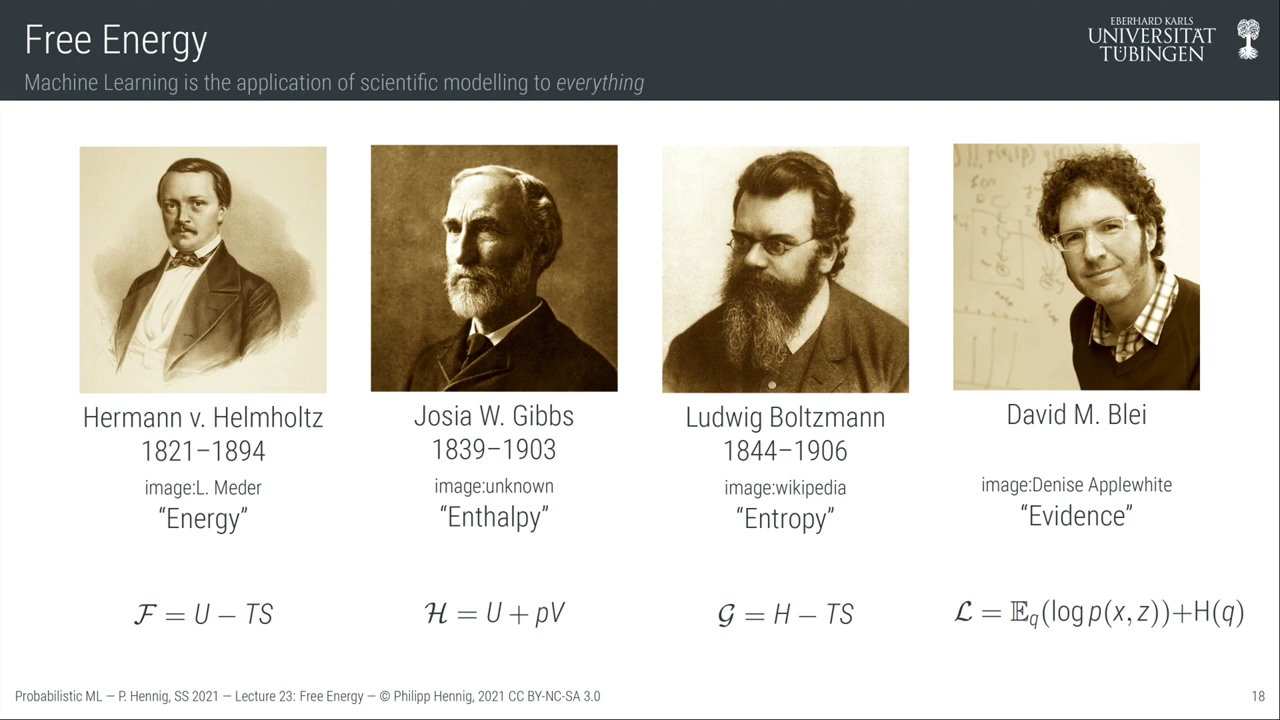 Free Energy
Machine Learning is the application of scientific modelling to everything
EBERHARD KARLS
UNIVERSITÄT
TÜBINGEN
Hermann v. Helmholtz
1821–1894
image:L. Meder
“Energy”
ℱ = U − TS
Josia W. Gibbs
1839–1903
image:unknown
“Enthalpy”
ℋ = U + pV
Ludwig Boltzmann
1844–1906
image:wikipedia
“Entropy”
𝒢 = H − TS
David M. Blei
image:Denise Applewhite
“Evidence”
ℒ = 𝔼q(log p(x, z))+H(q)
Probabilistic ML — P. Hennig, SS 2021 — Lecture 23: Free Energy — © Philipp Hennig, 2021 CC BY-NC-SA 3.0
18